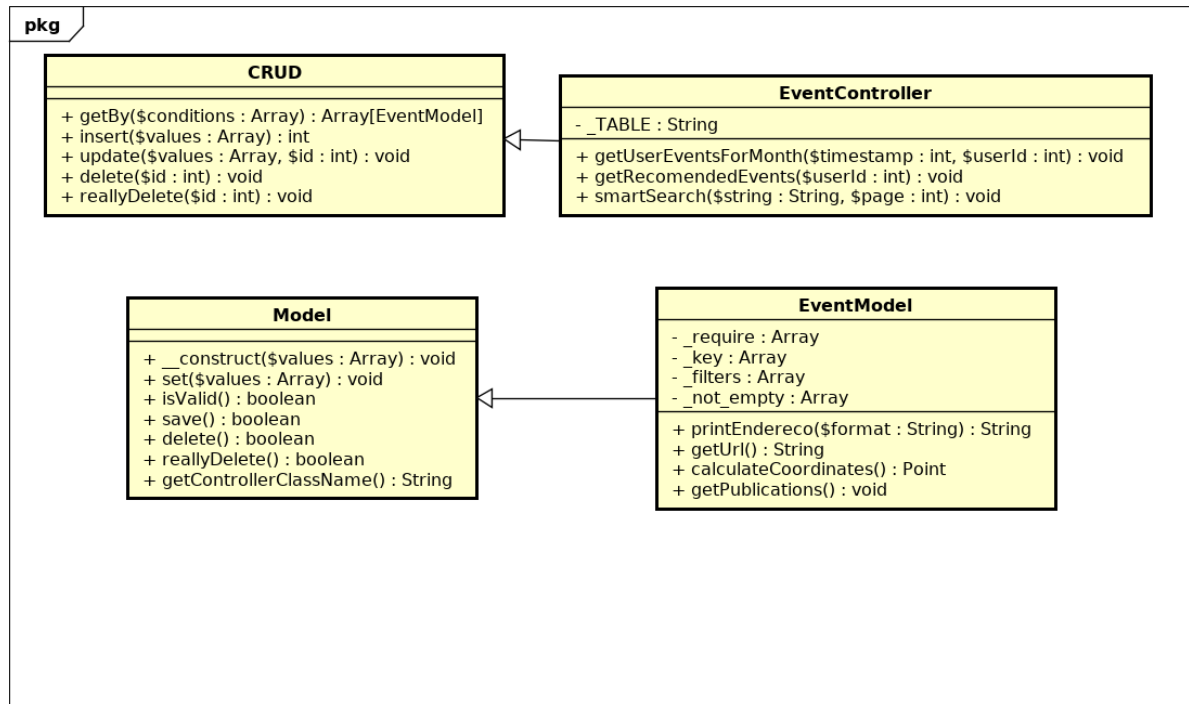 pkg
CRUD
+ getBy($conditions : Array) : Array[EventModel]
+ insert($values : Array) : int
+ update($values : Array, $id : int) : void
+ delete($id : int) : void
+ reallyDelete($id : int) : void
EventController
- _TABLE : String
+ getUserEventsForMonth($timestamp : int, $userId : int) : void
+ getRecomendedEvents($userId : int) : void
+ smartSearch($string : String, $page : int) : void
Model
+ __construct($values : Array) : void
+ set($values : Array) : void
+ isValid() : boolean
+ save() : boolean
+ delete() : boolean
+ reallyDelete() : boolean
+ getControllerClassName() : String
EventModel
- _require : Array
- _key : Array
- _filters : Array
- _not_empty : Array
+ printEndereco($format : String) : String
+ getUrl() : String
+ calculateCoordinates() : Point
+ getPublications() : void